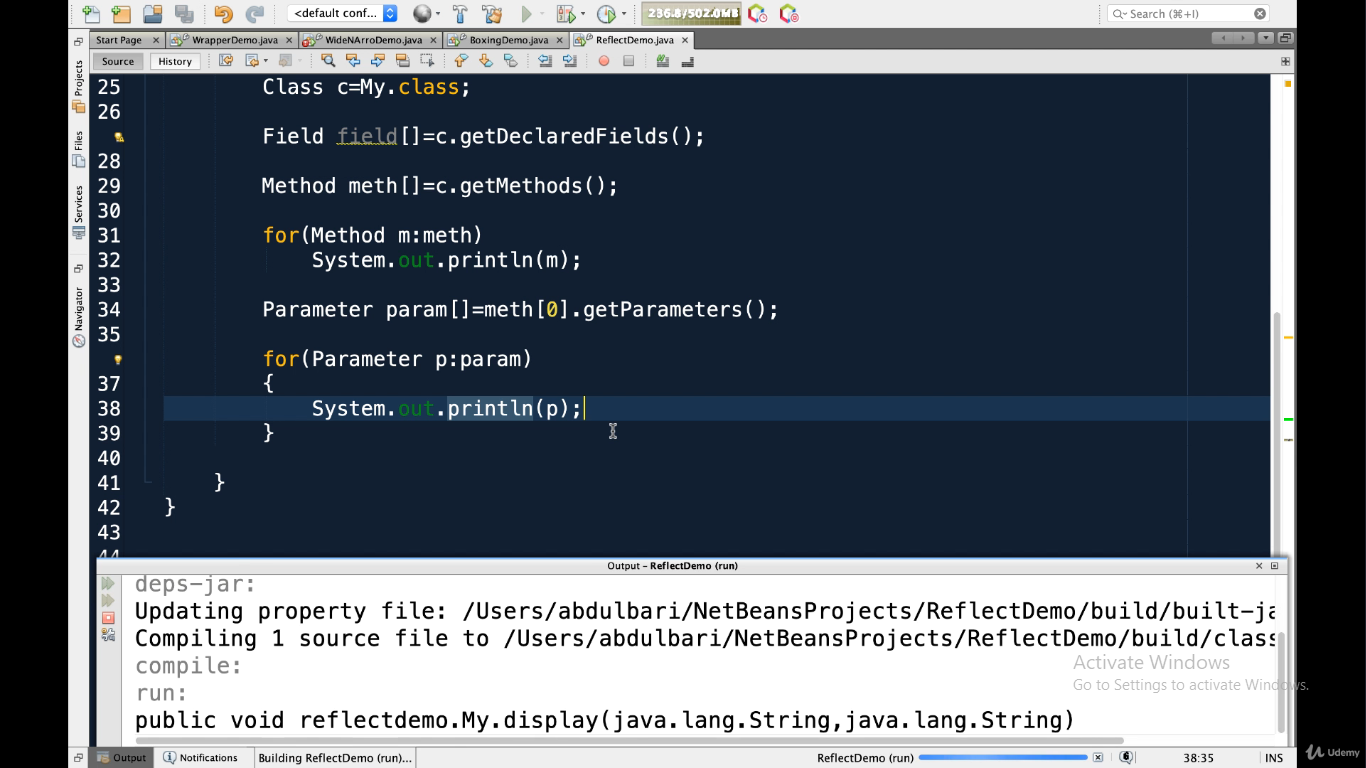 <default conf...
236.8/502.0MB
Search (⌘+I)
Start Page
WrapperDemo.java
WideNArroDemo.java
BoxingDemo.java
ReflectDemo.java
Source
History
Projects
Files
Services
Navigator
25 Class c=My.class;
26
Field field[]=c.getDeclaredFields();
28
29 Method meth[]=c.getMethods();
30
31 for(Method m:meth)
32 System.out.println(m);
33
34 Parameter param[]=meth[0].getParameters();
35
for(Parameter p:param)
37 {
38 System.out.println(p);
39 }
40
41 }
42 }
43
44
Output - ReflectDemo (run)
deps-jar:
Updating property file: /Users/abdulbari/NetBeansProjects/ReflectDemo/build/built-ja
Compiling 1 source file to /Users/abdulbari/NetBeansProjects/ReflectDemo/build/class
compile:
run:
public void reflectdemo.My.display(java.lang.String,java.lang.String)
Activate Windows
Go to Settings to activate Windows.
Output
Notifications
Building ReflectDemo (run)...
ReflectDemo (run)
6
38:35
INS
Udemy